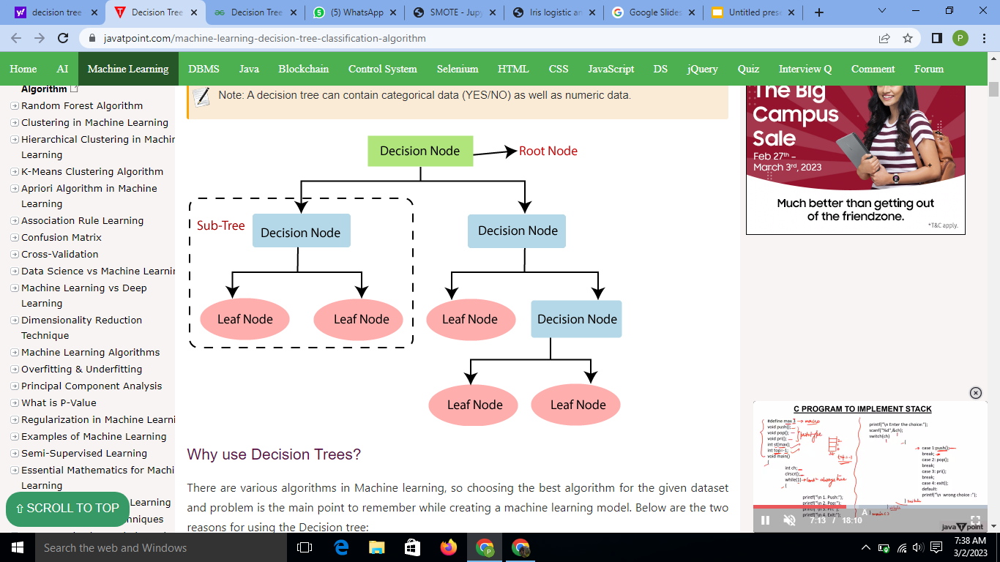 decision tree
Decision Tree
Decision Tree
(5) WhatsApp
SMOTE - Jupy
Iris logistic an
Google Slides
Untitled prese
javatpoint.com/machine-learning-decision-tree-classification-algorithm
P
Home AI Machine Learning DBMS Java Blockchain Control System Selenium HTML CSS JavaScript DS jQuery Quiz Interview Q Comment Forum
Algorithm
Random Forest Algorithm
Clustering in Machine Learning
Hierarchical Clustering in Machin
Learning
K-Means Clustering Algorithm
Apriori Algorithm in Machine
Learning
Association Rule Learning
Confusion Matrix
Cross-Validation
Data Science vs Machine Learnin
Machine Learning vs Deep
Learning
Dimensionality Reduction
Technique
Machine Learning Algorithms
Overfitting & Underfitting
Principal Component Analysis
What is P-Value
Regularization in Machine Learni
Examples of Machine Learning
Semi-Supervised Learning
Essential Mathematics for Machi
Learning
Learning
hniques
⇧ SCROLL TO TOP
Note: A decision tree can contain categorical data (YES/NO) as well as numeric data.
Decision Node
Root Node
Sub-Tree
Decision Node
Decision Node
Leaf Node
Leaf Node
Leaf Node
Decision Node
Leaf Node
Leaf Node
Why use Decision Trees?
There are various algorithms in Machine learning, so choosing the best algorithm for the given dataset
and problem is the main point to remember while creating a machine learning model. Below are the two
reasons for using the Decision tree:
The Big
Campus
Sale
Feb 27th –
March 3rd, 2023
Much better than getting out
of the friendzone.
*T&C apply.
C PROGRAM TO IMPLEMENT STACK
#define max 3 → macro
void push();
void pop();
void pri();
prototype
int st[max];
int top=-1;
top=-1
void main()
{
int ch;
clrscr();
while(1)
{
printf("\n 1. Push:");
printf("\n 2. Pop:");
printf("\n 4. Exit:");
printf("\n Enter the choice:");
scanf("%d",&ch);
switch(ch)
{
case 1:push();
break;
case 2: pop();
break;
case 3: pri();
break;
case 4: exit();
default:
printf("\n wrong choice :");
7:13 / 18:10
java T point
Search the web and Windows
7:38 AM
3/2/2023